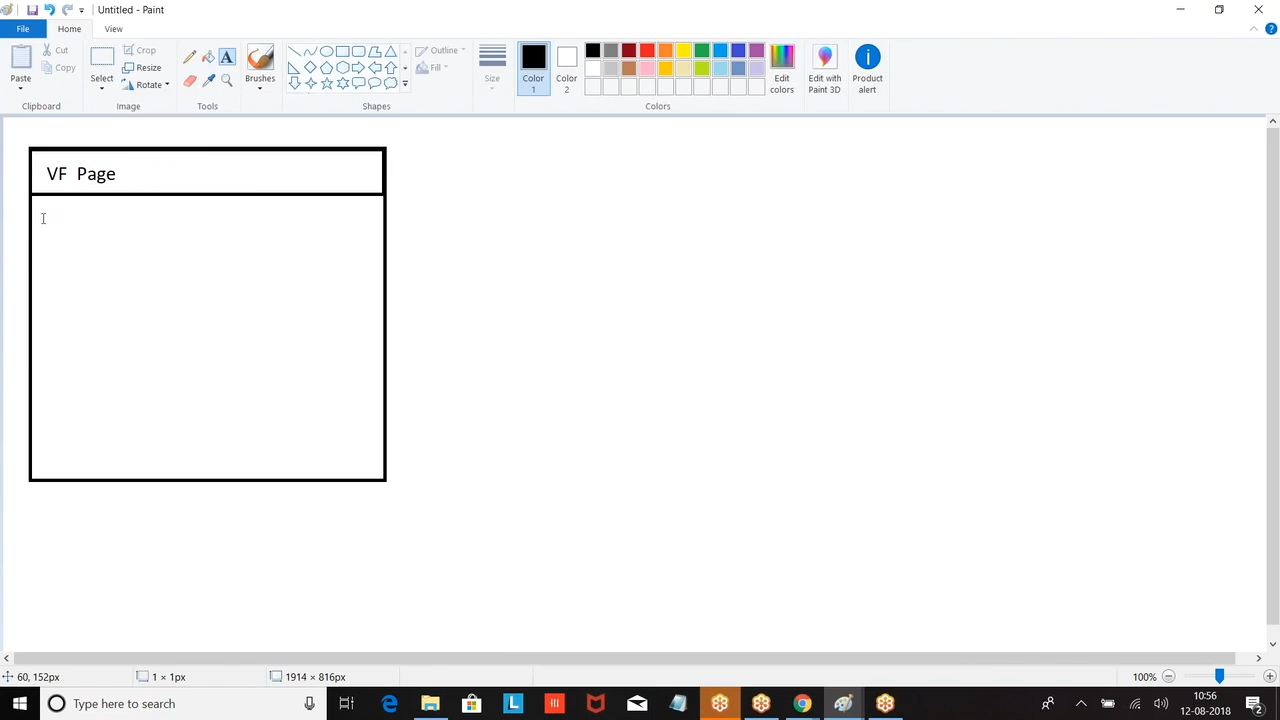 Untitled - Paint
File Home View
Paste
Cut
Copy
Clipboard
Select
Crop
Resize
Rotate
Image
Tools
Brushes
Shapes
Outline
Fill
Size
Color 1
Color 2
Colors
Edit colors
Edit with Paint 3D
Product alert
VF Page
60, 152px
1 × 1px
1914 × 816px
100%
Type here to search
10:56
12-08-2018
2